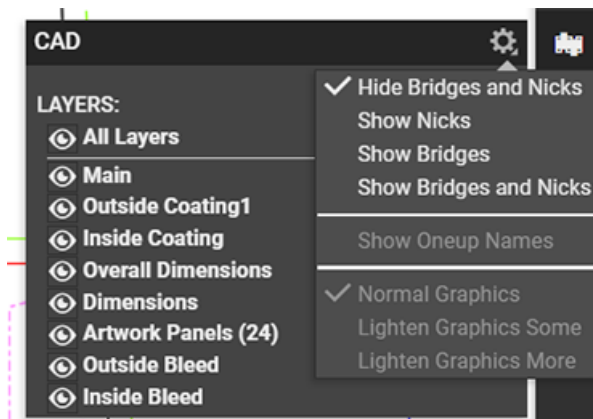 CAD
LAYERS:
All Layers
Main
Outside Coating1
Inside Coating
Overall Dimensions
Dimensions
Artwork Panels (24)
Outside Bleed
Inside Bleed
Hide Bridges and Nicks
Show Nicks
Show Bridges
Show Bridges and Nicks
Show Oneup Names
Normal Graphics
Lighten Graphics Some
Lighten Graphics More